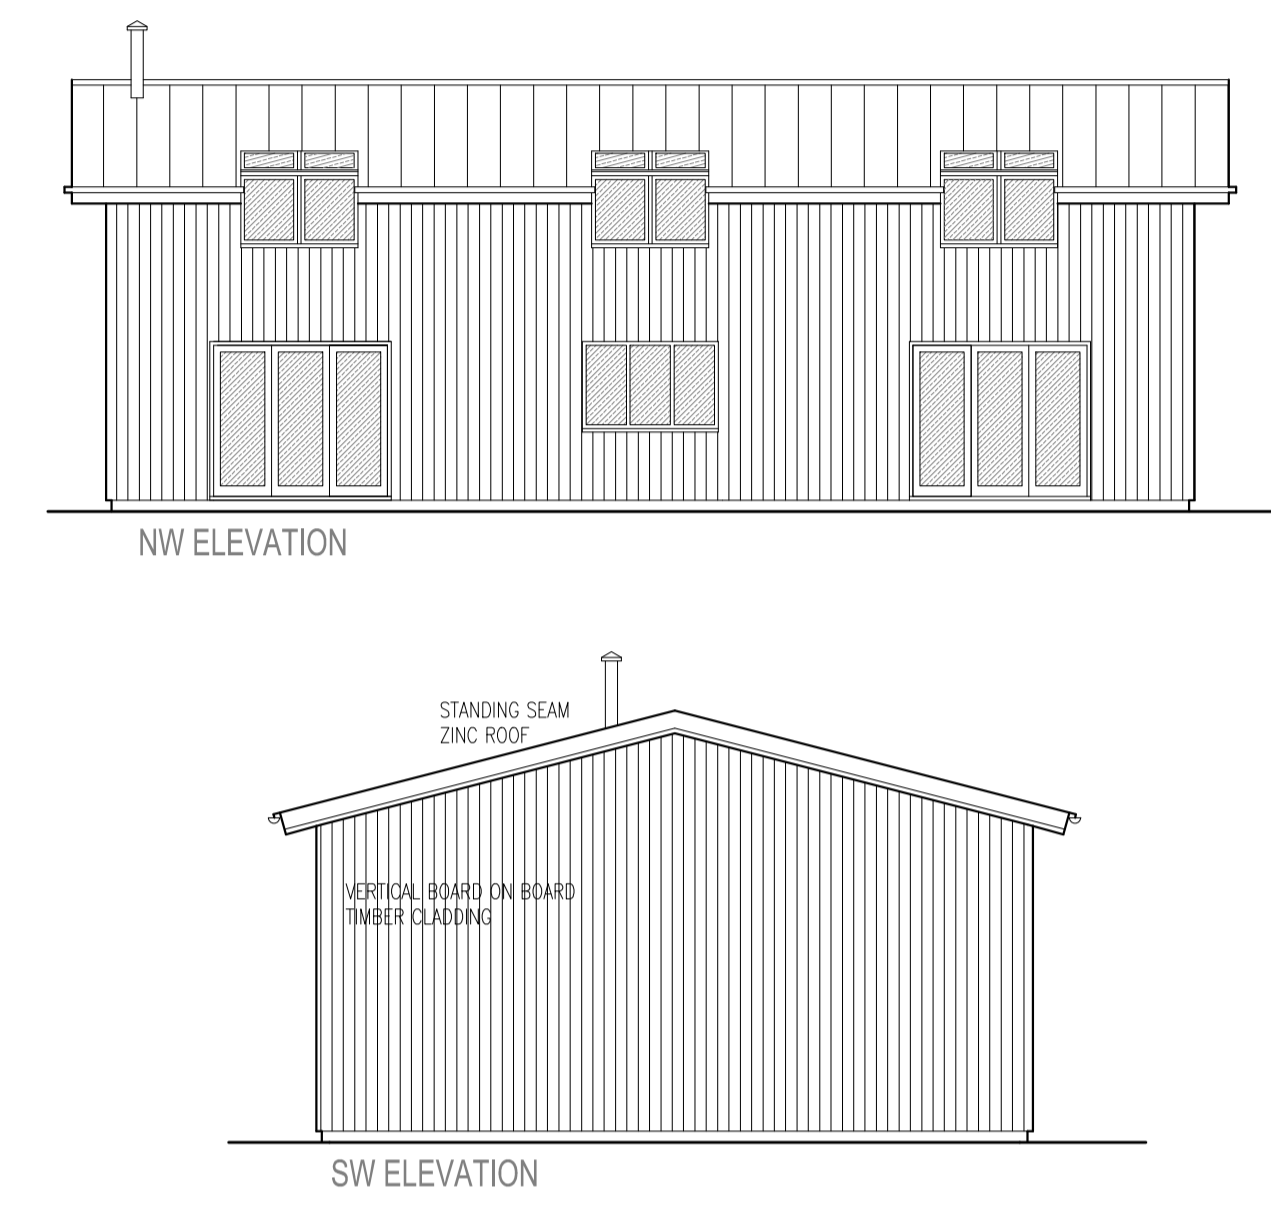 NW ELEVATION
STANDING SEAM
ZINC ROOF
VERTICAL BOARD ON BOARD
TIMBER CLADDING
SW ELEVATION